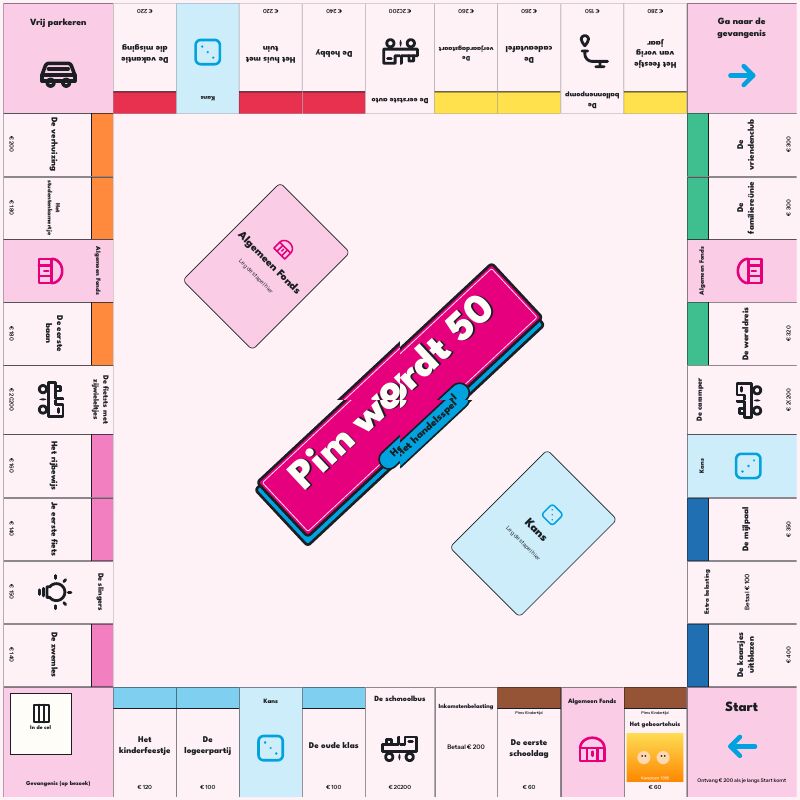 Vrij parkeren
€ 220
De vakantie
die misging
Kans
€ 220
Het huis met
tuin
€ 240
De hobby
€ 20200
De eerste auto
€ 260
De
verjaardagstaart
€ 260
De
cadeautafel
€ 150
De
ballonnenpomp
€ 280
Het feestje
van vorig
jaar
Ga naar de
gevangenis
De verhuizing
€ 200
Het
studentenkamertje
€ 180
Algemeen Fonds
De eerste
baan
€ 180
De fiets met
zijwieltjes
Het rijbewijs
€ 160
Je eerste fiets
€ 140
De slingers
€ 150
De zwemles
€ 140
De
vriendenclub
€ 300
De
familiereünie
€ 300
Algemeen Fonds
De wereldreis
€ 320
De camper
Kans
De mijlpaal
€ 350
Extra belasting
Betaal € 100
De kaarsjes
uitblazen
€ 400
Algemeen Fonds
Leg de stapel hier
Pim wordt 50
Het handelsspel
Kans
Leg de stapel hier
In de cel
Gevangenis (op bezoek)
Het
kinderfeestje
€ 120
De
logeerpartij
€ 100
Kans
De oude klas
€ 100
De schoolbus
€ 20200
Inkomstenbelasting
Betaal € 200
Pims Kindertijd
De eerste
schooldag
€ 60
Algemeen Fonds
Pims Kindertijd
Het geboortehuis
€ 60
Start
Ontvang € 200 als je langs Start komt